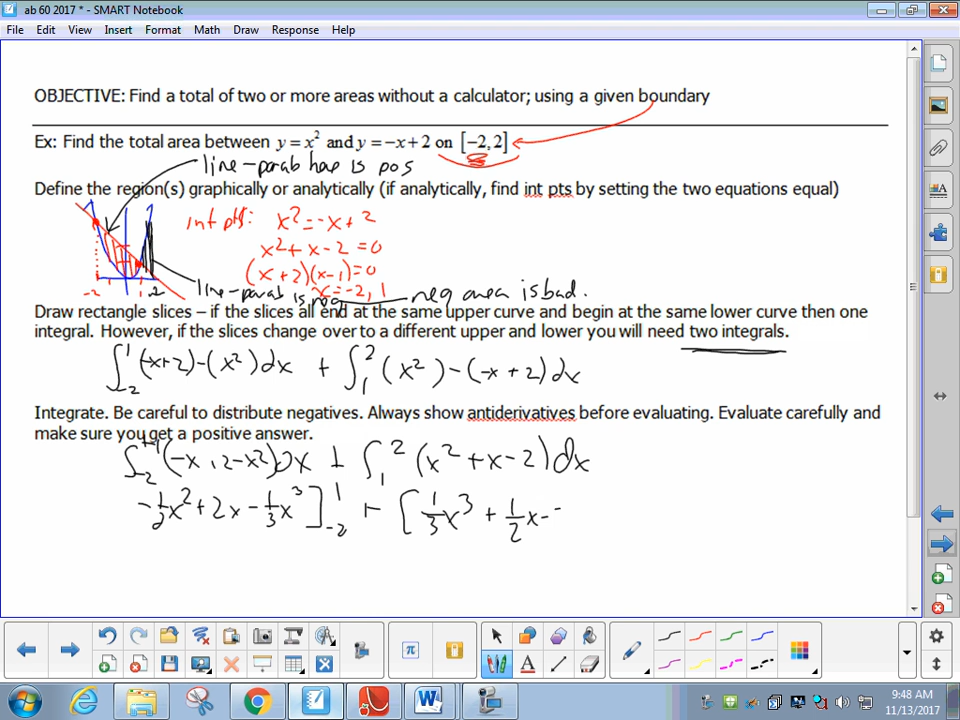 ab 60 2017 * - SMART Notebook
File Edit View Insert Format Math Draw Response Help
OBJECTIVE: Find a total of two or more areas without a calculator; using a given boundary
Ex: Find the total area between y = x² and y = −x + 2 on [−2, 2]
line - parab here is pos
Define the region(s) graphically or analytically (if analytically, find int pts by setting the two equations equal)
int pts: x² = -x + 2
x² + x - 2 = 0
(x + 2)(x - 1) = 0
x = -2, 1
-2 1 2
line - parab is neg neg area is bad.
Draw rectangle slices – if the slices all end at the same upper curve and begin at the same lower curve then one
integral. However, if the slices change over to a different upper and lower you will need two integrals.
∫₋₂¹ (-x+2) - (x²) dx + ∫₁² (x²) - (-x + 2) dx
Integrate. Be careful to distribute negatives. Always show antiderivatives before evaluating. Evaluate carefully and
make sure you get a positive answer.
∫₋₂⁺¹ (-x , 2 - x²) dx + ∫₁² (x² + x - 2) dx
-½x² + 2x - ⅓x³ ]₋₂¹ + [ ⅓x³ + ½x -
9:48 AM
11/13/2017